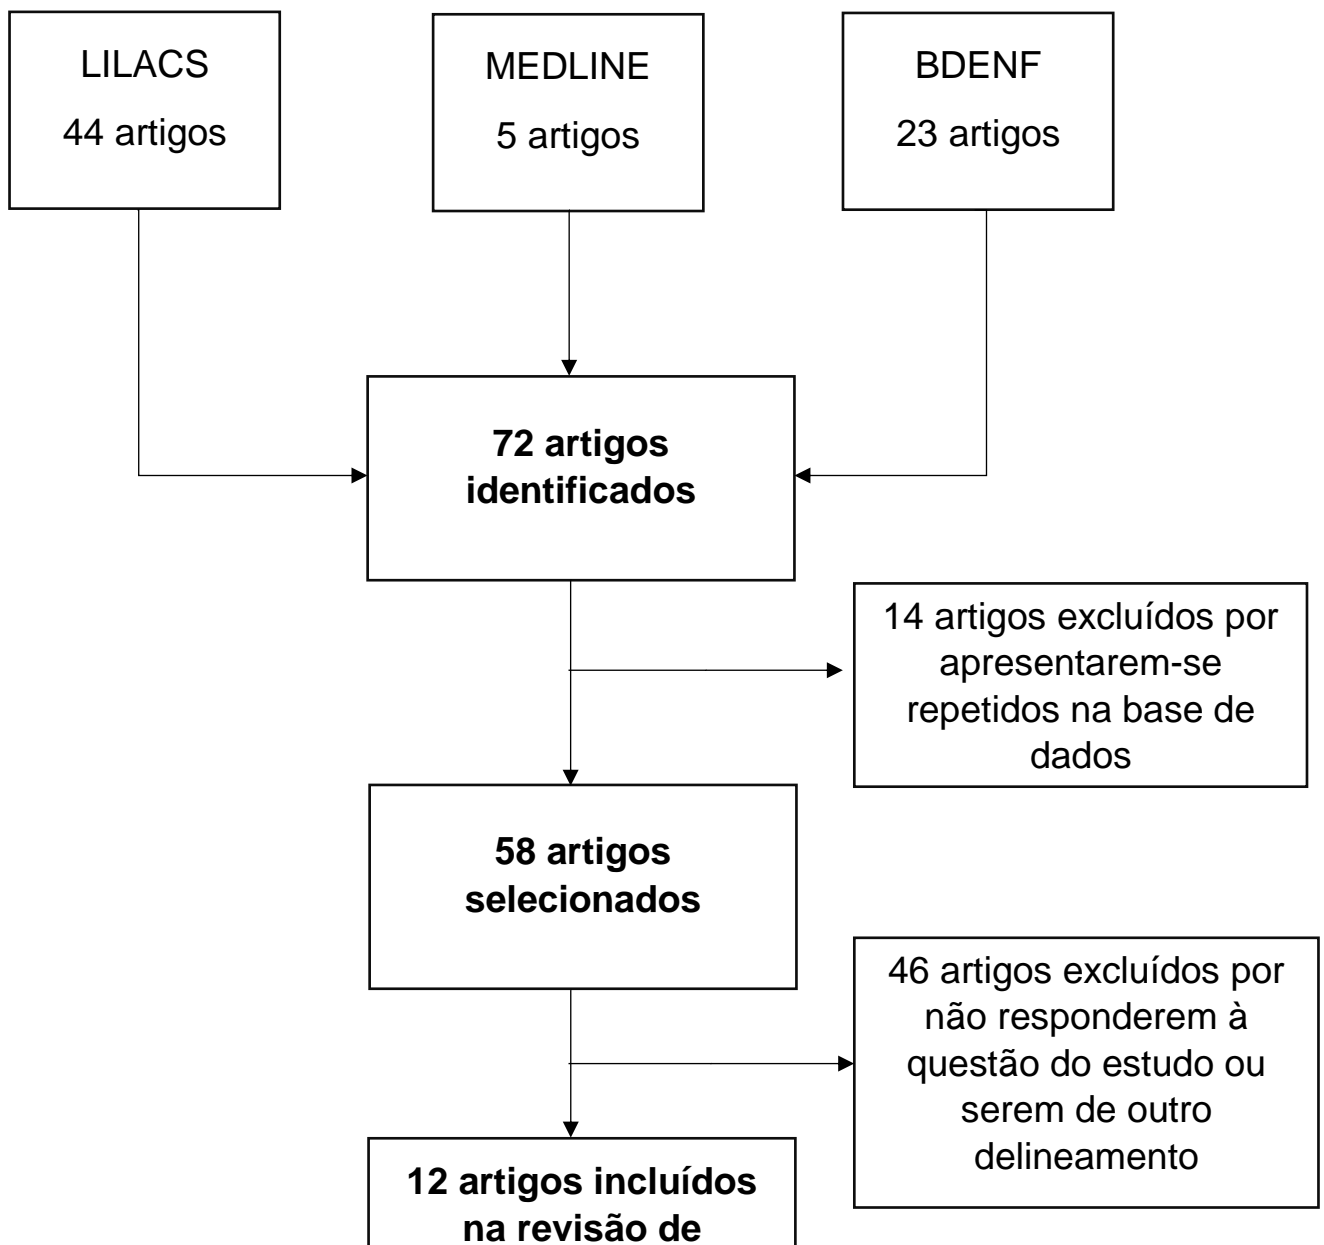 LILACS
44 artigos
MEDLINE
5 artigos
BDENF
23 artigos
72 artigos
identificados
14 artigos excluídos por
apresentarem-se
repetidos na base de
dados
58 artigos
selecionados
46 artigos excluídos por
não responderem à
questão do estudo ou
serem de outro
delineamento
12 artigos incluídos
na revisão de